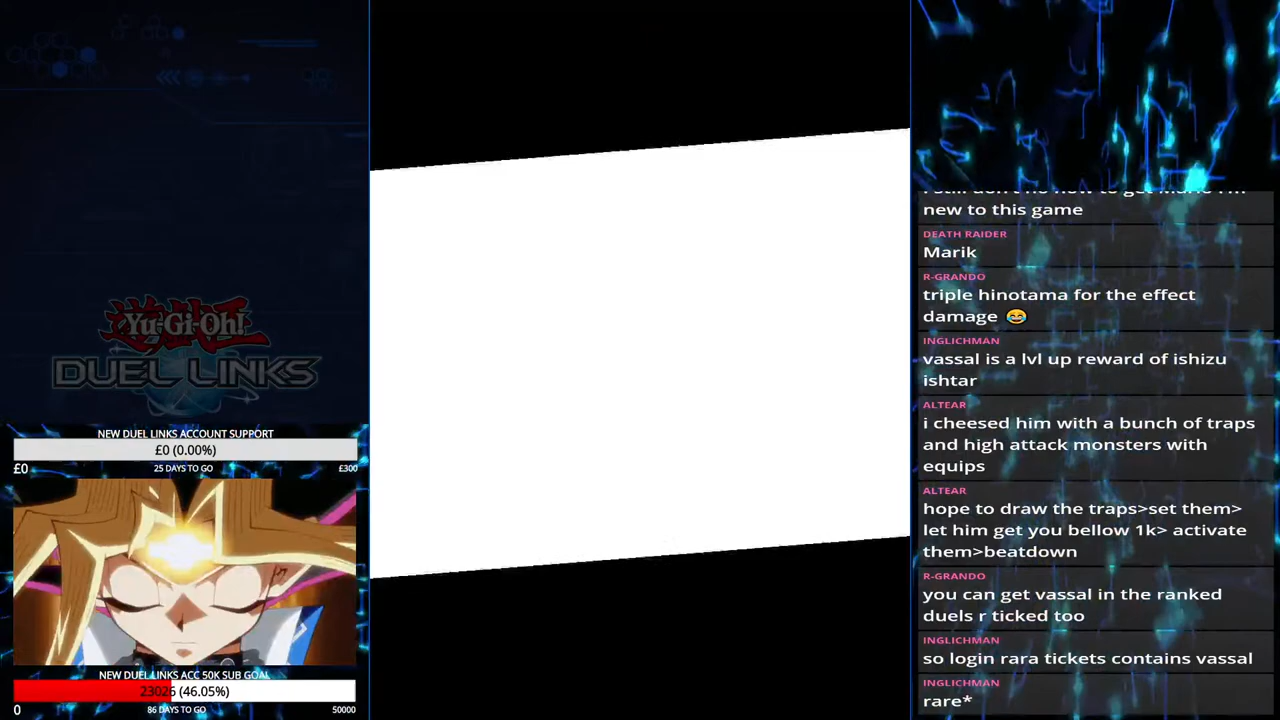 Yu-Gi-Oh!
DUEL LINKS
NEW DUEL LINKS ACCOUNT SUPPORT
£0 (0.00%)
£0
25 DAYS TO GO
£300
NEW DUEL LINKS ACC 50K SUB GOAL
23026 (46.05%)
0
86 DAYS TO GO
50000
new to this game
DEATH RAIDER
Marik
R-GRANDO
triple hinotama for the effect
damage 😂
INGLICHMAN
vassal is a lvl up reward of ishizu
ishtar
ALTEAR
i cheesed him with a bunch of traps
and high attack monsters with
equips
ALTEAR
hope to draw the traps>set them>
let him get you bellow 1k> activate
them>beatdown
R-GRANDO
you can get vassal in the ranked
duels r ticked too
INGLICHMAN
so login rara tickets contains vassal
INGLICHMAN
rare*